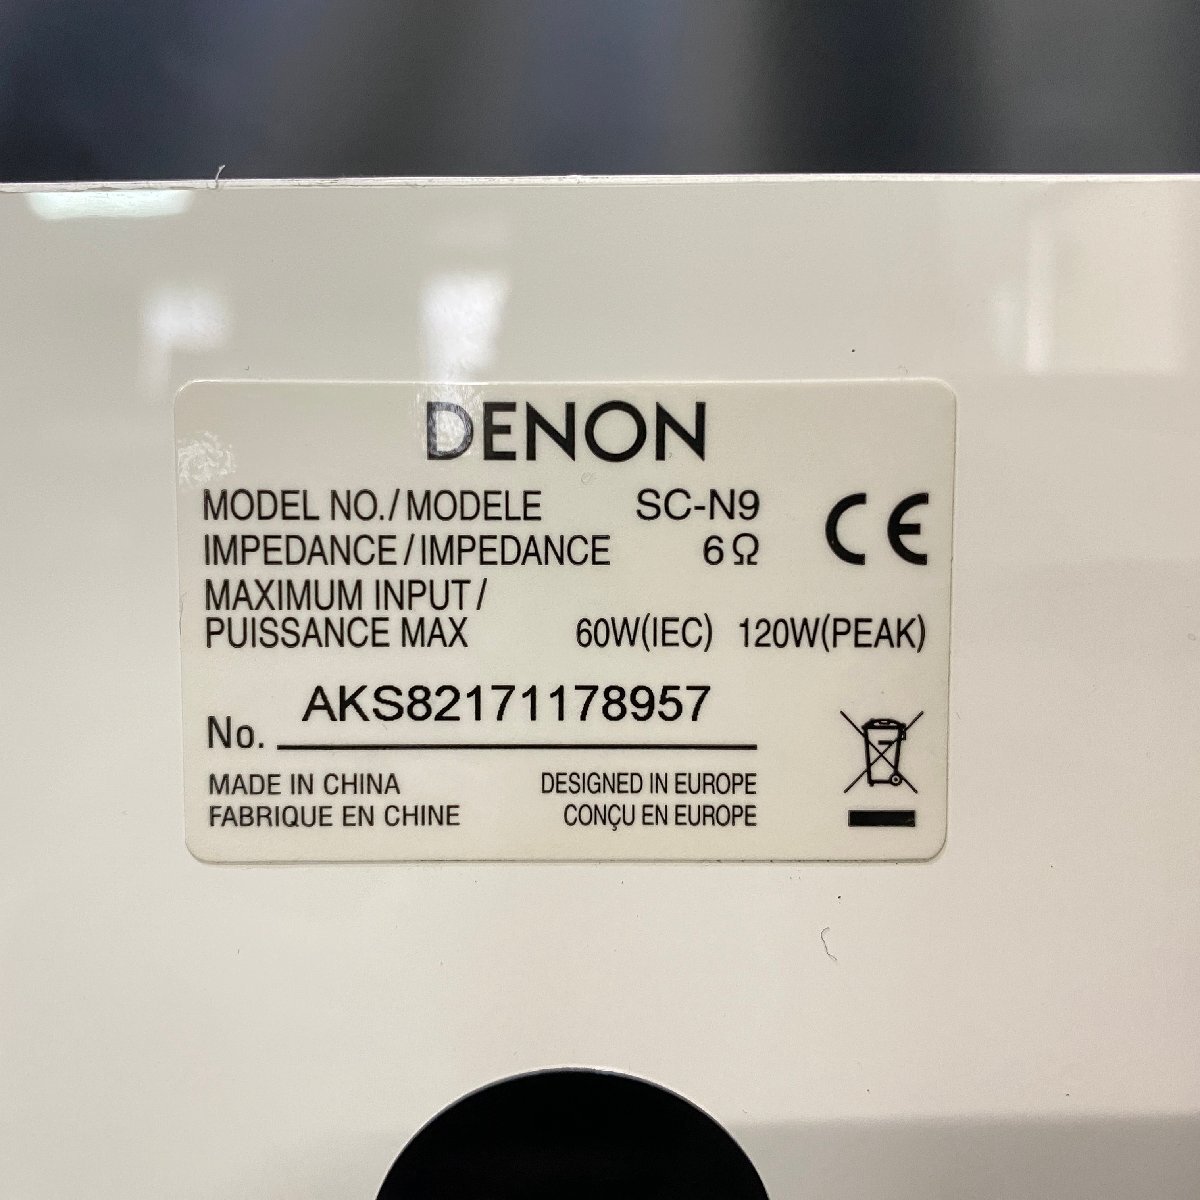 DENON
MODEL NO./MODELE SC-N9
IMPEDANCE/IMPEDANCE 6Ω
CE
MAXIMUM INPUT/
PUISSANCE MAX 60W(IEC) 120W(PEAK)
No. AKS82171178957
MADE IN CHINA DESIGNED IN EUROPE
FABRIQUE EN CHINE CONÇU EN EUROPE